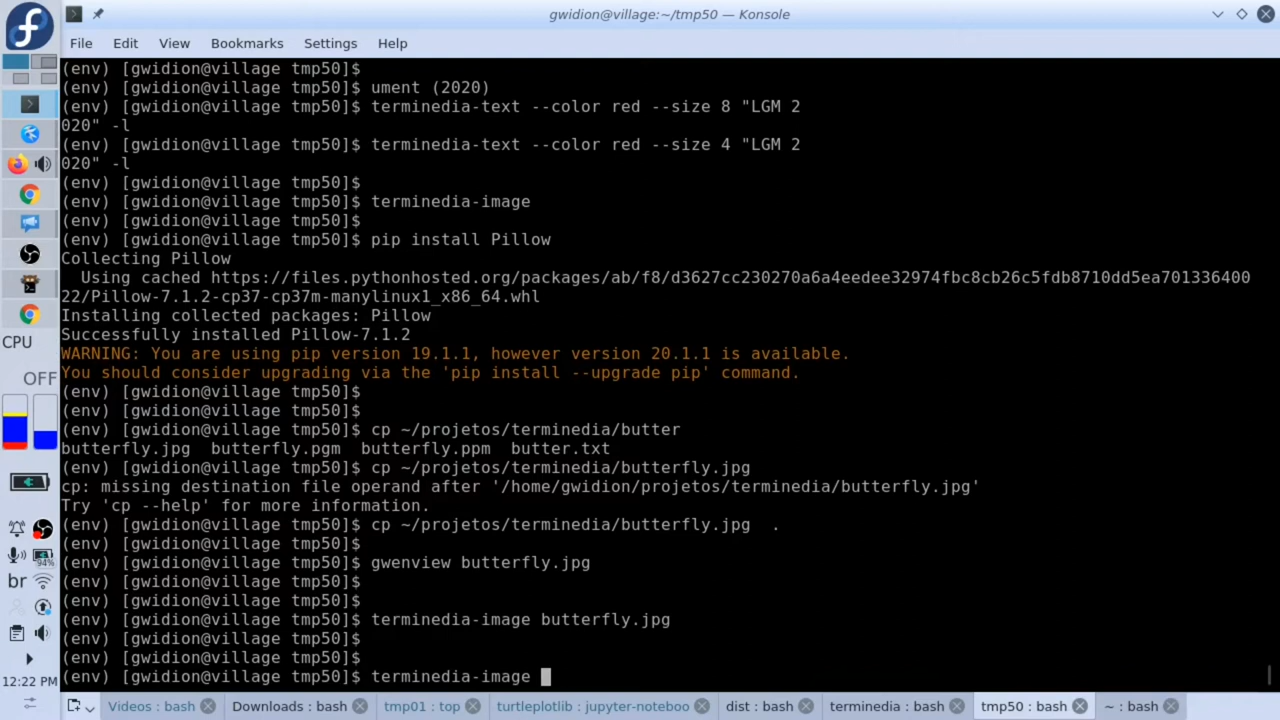 gwidion@village:~/tmp50 — Konsole
File Edit View Bookmarks Settings Help
(env) [gwidion@village tmp50]$
(env) [gwidion@village tmp50]$ ument (2020)
(env) [gwidion@village tmp50]$ terminedia-text --color red --size 8 "LGM 2
020" -l
(env) [gwidion@village tmp50]$ terminedia-text --color red --size 4 "LGM 2
020" -l
(env) [gwidion@village tmp50]$
(env) [gwidion@village tmp50]$ terminedia-image
(env) [gwidion@village tmp50]$
(env) [gwidion@village tmp50]$ pip install Pillow
Collecting Pillow
  Using cached https://files.pythonhosted.org/packages/ab/f8/d3627cc230270a6a4eedee32974fbc8cb26c5fdb8710dd5ea701336400
22/Pillow-7.1.2-cp37-cp37m-manylinux1_x86_64.whl
Installing collected packages: Pillow
Successfully installed Pillow-7.1.2
WARNING: You are using pip version 19.1.1, however version 20.1.1 is available.
You should consider upgrading via the 'pip install --upgrade pip' command.
(env) [gwidion@village tmp50]$
(env) [gwidion@village tmp50]$
(env) [gwidion@village tmp50]$ cp ~/projetos/terminedia/butter
butterfly.jpg  butterfly.pgm  butterfly.ppm  butter.txt
(env) [gwidion@village tmp50]$ cp ~/projetos/terminedia/butterfly.jpg
cp: missing destination file operand after '/home/gwidion/projetos/terminedia/butterfly.jpg'
Try 'cp --help' for more information.
(env) [gwidion@village tmp50]$ cp ~/projetos/terminedia/butterfly.jpg  .
(env) [gwidion@village tmp50]$
(env) [gwidion@village tmp50]$ gwenview butterfly.jpg
(env) [gwidion@village tmp50]$
(env) [gwidion@village tmp50]$
(env) [gwidion@village tmp50]$ terminedia-image butterfly.jpg
(env) [gwidion@village tmp50]$
(env) [gwidion@village tmp50]$
(env) [gwidion@village tmp50]$ terminedia-image
CPU
OFF
94%
br
12:22 PM
Videos : bash Downloads : bash tmp01 : top turtleplotlib : jupyter-noteboo dist : bash terminedia : bash tmp50 : bash ~ : bash